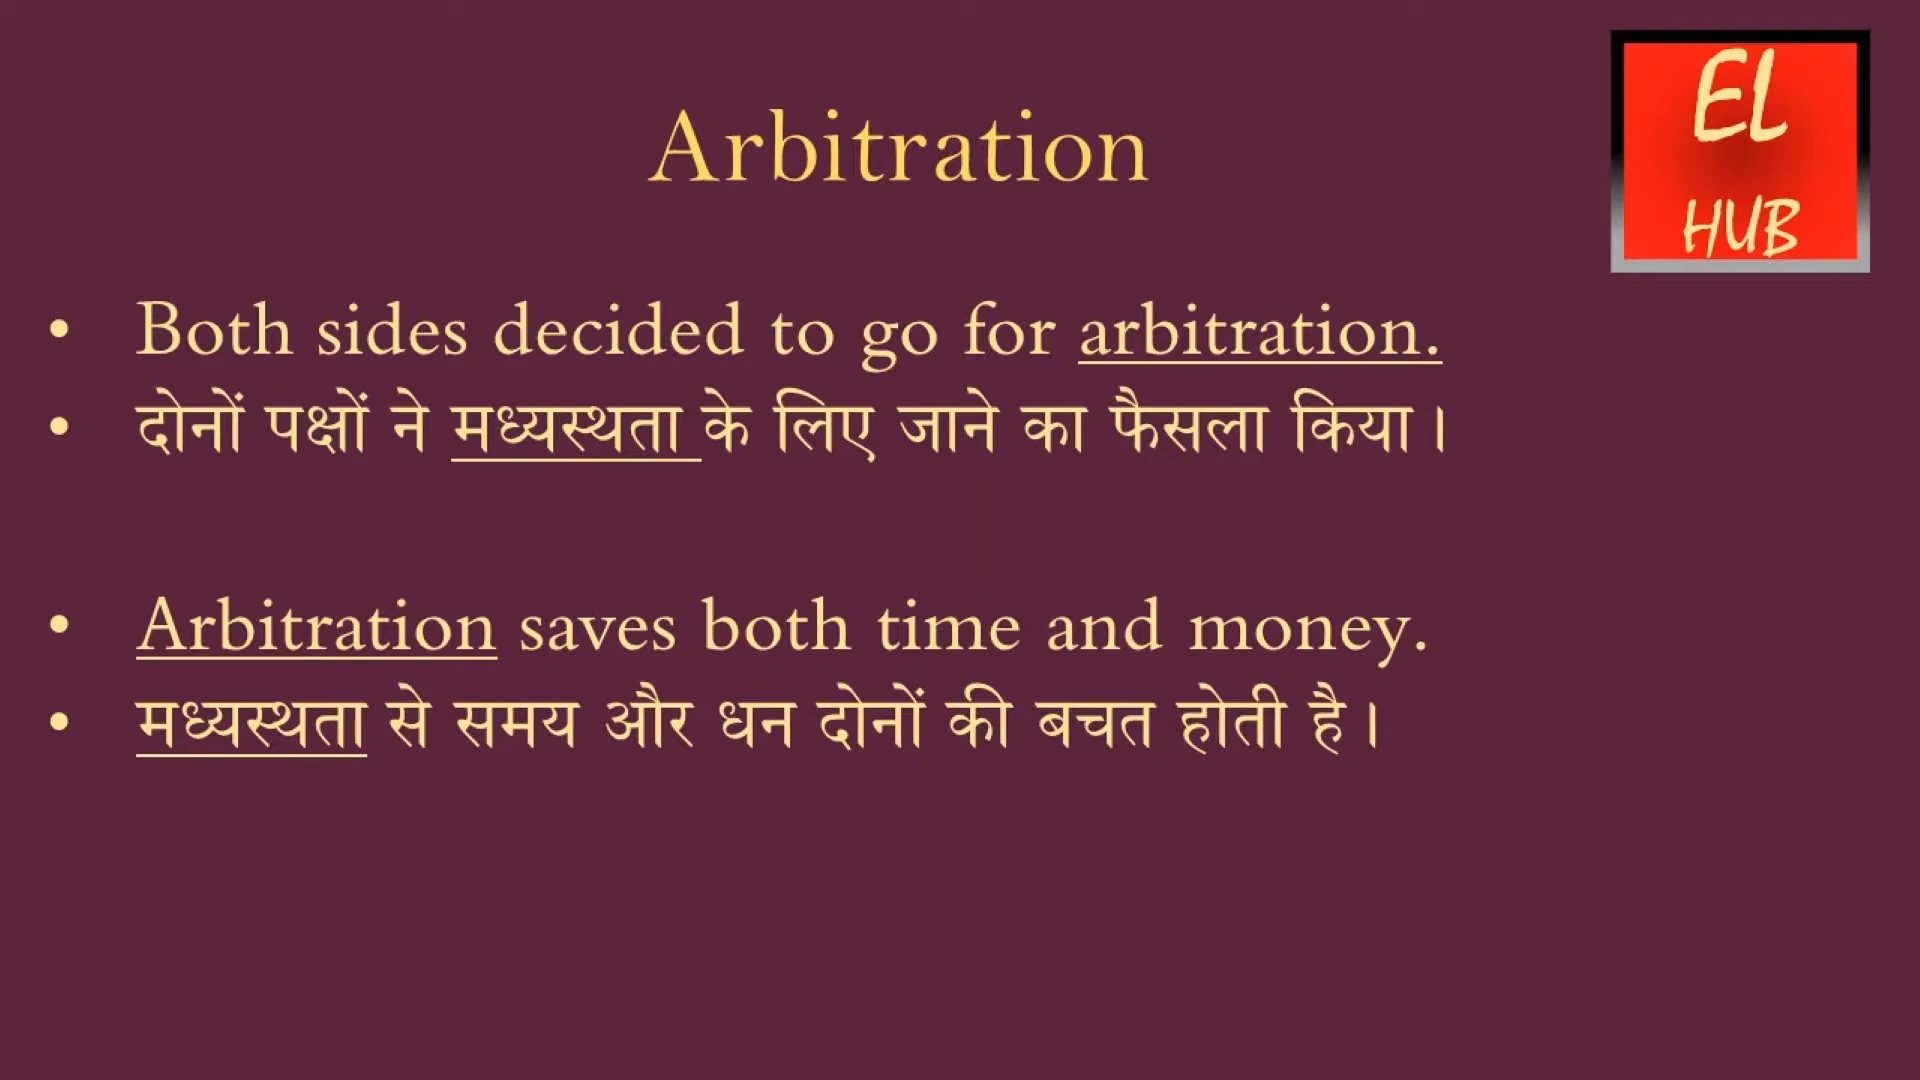 EL
HUB
Arbitration
• Both sides decided to go for arbitration.
• दोनों पक्षों ने मध्यस्थता के लिए जाने का फैसला किया।
• Arbitration saves both time and money.
• मध्यस्थता से समय और धन दोनों की बचत होती है।